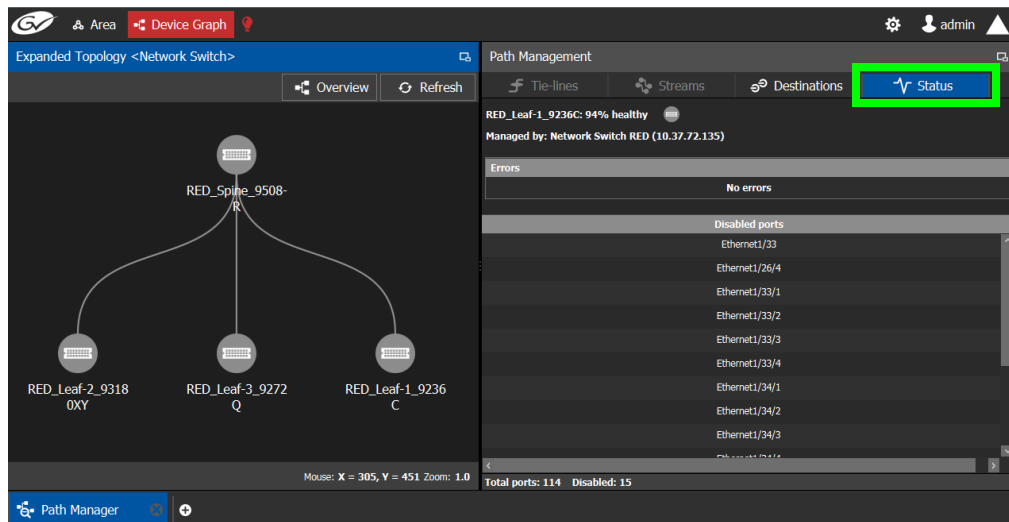 GV Area Device Graph admin
Expanded Topology <Network Switch>
Overview Refresh
RED_Spine_9508-
R
RED_Leaf-2_9318
0XY
RED_Leaf-3_9272
Q
RED_Leaf-1_9236
C
Mouse: X = 305, Y = 451 Zoom: 1.0
Path Management
Tie-lines Streams Destinations Status
RED_Leaf-1_9236C: 94% healthy
Managed by: Network Switch RED (10.37.72.135)
Errors
No errors
Disabled ports
Ethernet1/33
Ethernet1/26/4
Ethernet1/33/1
Ethernet1/33/2
Ethernet1/33/3
Ethernet1/33/4
Ethernet1/34/1
Ethernet1/34/2
Ethernet1/34/3
Total ports: 114 Disabled: 15
Path Manager